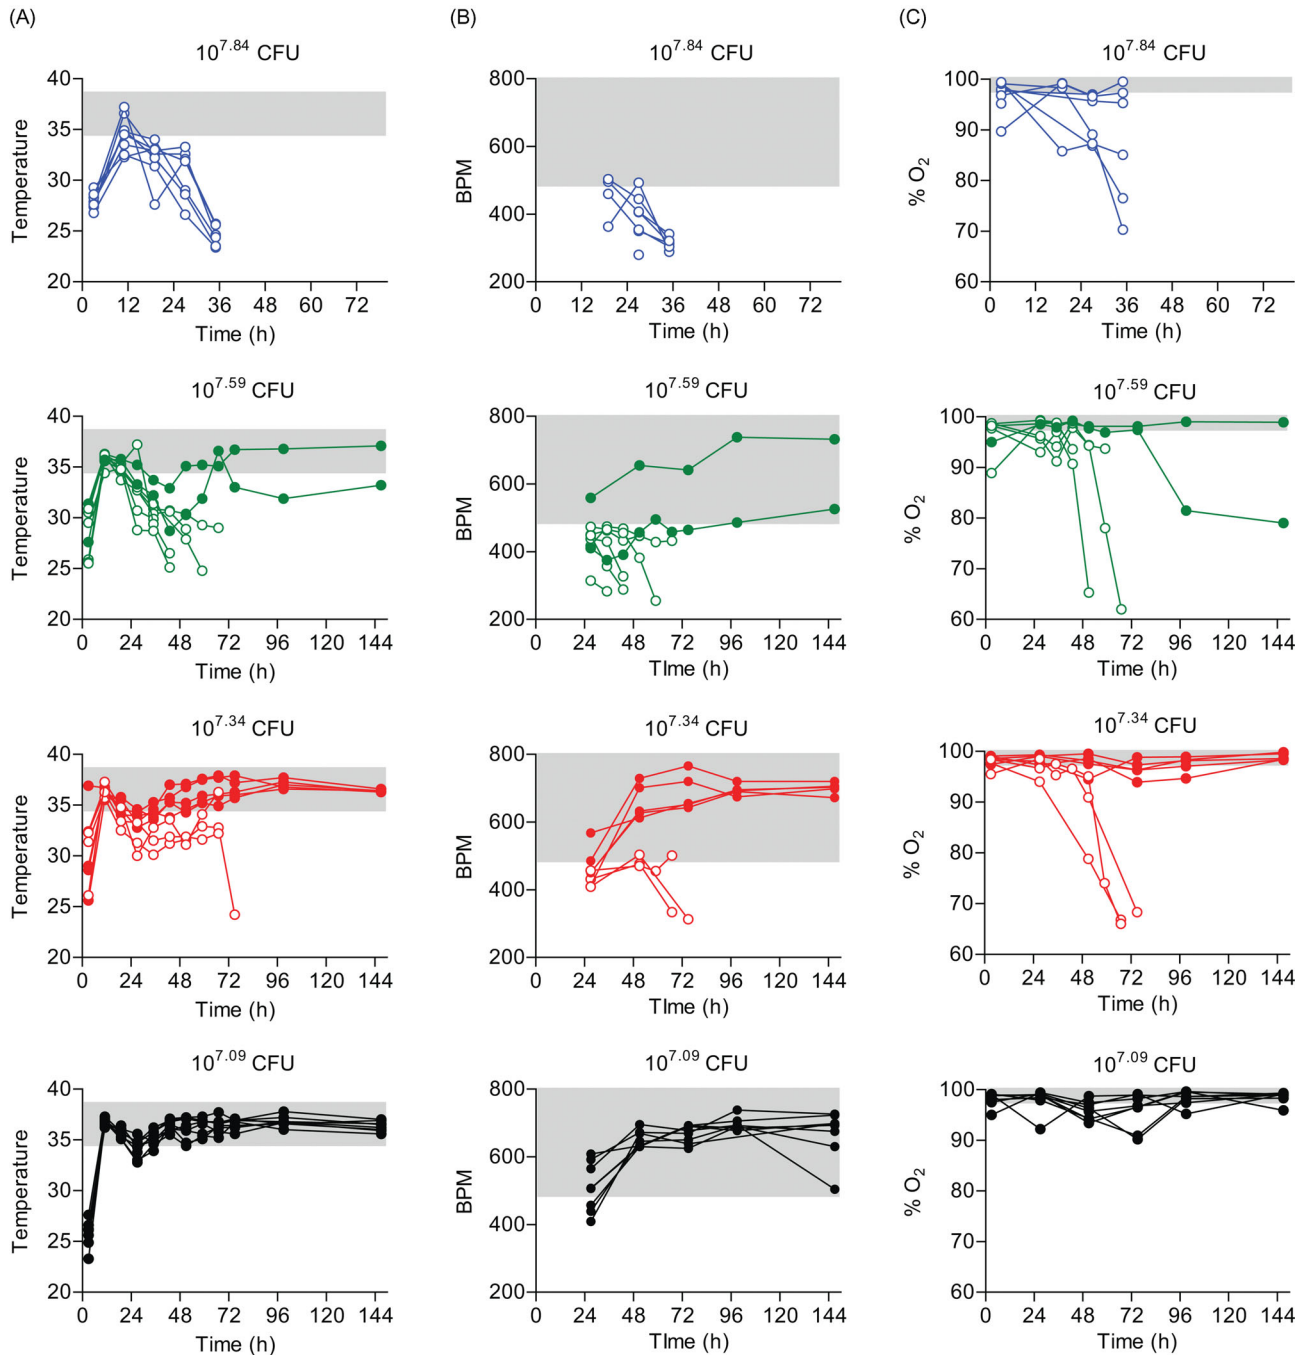 (A)
(B)
(C)
10^7.84 CFU
10^7.84 CFU
10^7.84 CFU
Temperature
40
35
30
25
20
0 12 24 36 48 60 72
Time (h)
BPM
800
600
400
200
0 12 24 36 48 60 72
Time (h)
% O2
100
90
80
70
60
0 12 24 36 48 60 72
Time (h)
10^7.59 CFU
10^7.59 CFU
10^7.59 CFU
Temperature
40
35
30
25
20
0 24 48 72 96 120 144
Time (h)
BPM
800
600
400
200
0 24 48 72 96 120 144
TIme (h)
% O2
100
90
80
70
60
0 24 48 72 96 120 144
Time (h)
10^7.34 CFU
10^7.34 CFU
10^7.34 CFU
Temperature
40
35
30
25
20
0 24 48 72 96 120 144
Time (h)
BPM
800
600
400
200
0 24 48 72 96 120 144
TIme (h)
% O2
100
90
80
70
60
0 24 48 72 96 120 144
Time (h)
10^7.09 CFU
10^7.09 CFU
10^7.09 CFU
Temperature
40
35
30
25
20
0 24 48 72 96 120 144
Time (h)
BPM
800
600
400
200
0 24 48 72 96 120 144
TIme (h)
% O2
100
90
80
70
60
0 24 48 72 96 120 144
Time (h)